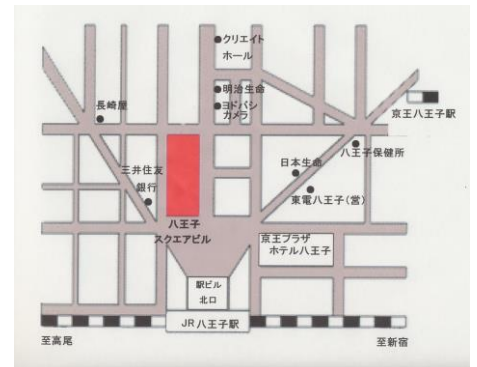 クリエイト
ホール
明治生命
ヨドバシ
カメラ
長崎屋
京王八王子駅
八王子保健所
日本生命
三井住友
銀行
東電八王子(営)
八王子
スクエアビル
京王プラザ
ホテル八王子
駅ビル
北口
JR八王子駅
至高尾
至新宿